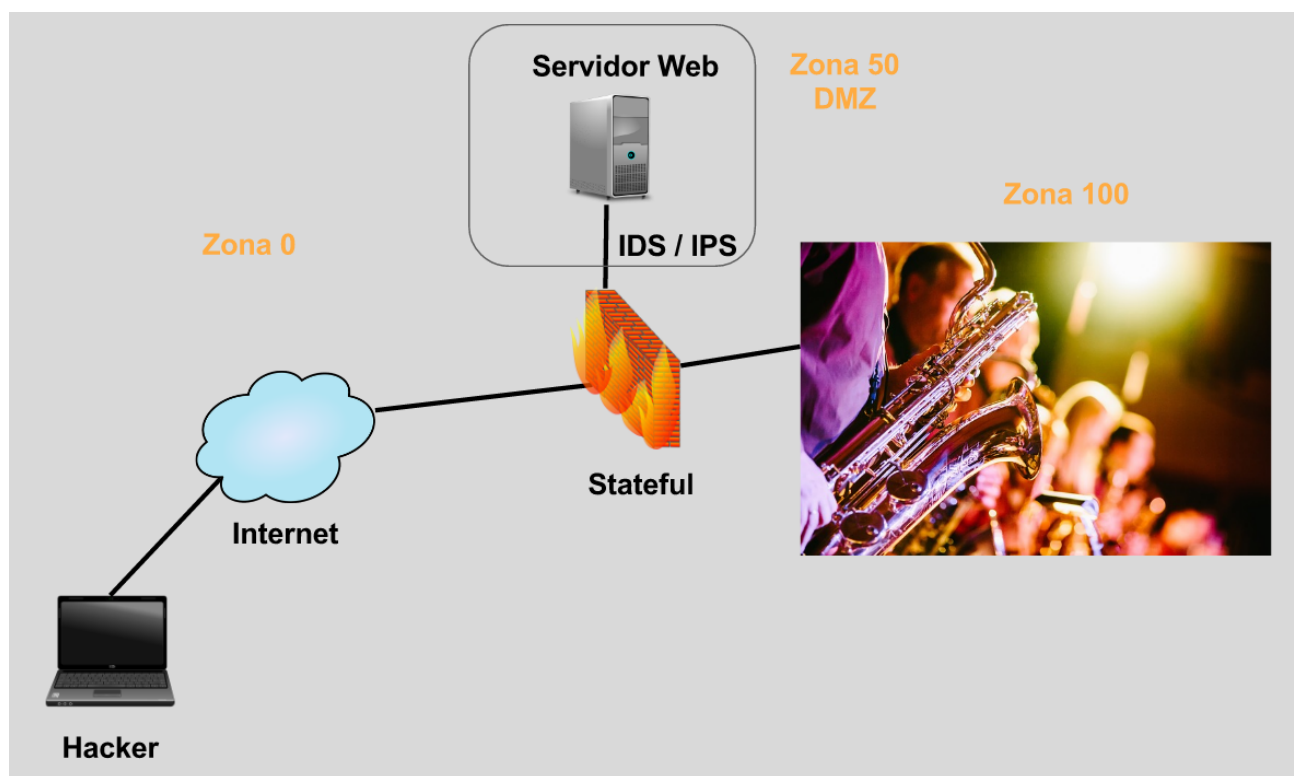 Servidor Web
Zona 50
DMZ
Zona 100
Zona 0
IDS / IPS
Stateful
Internet
Hacker